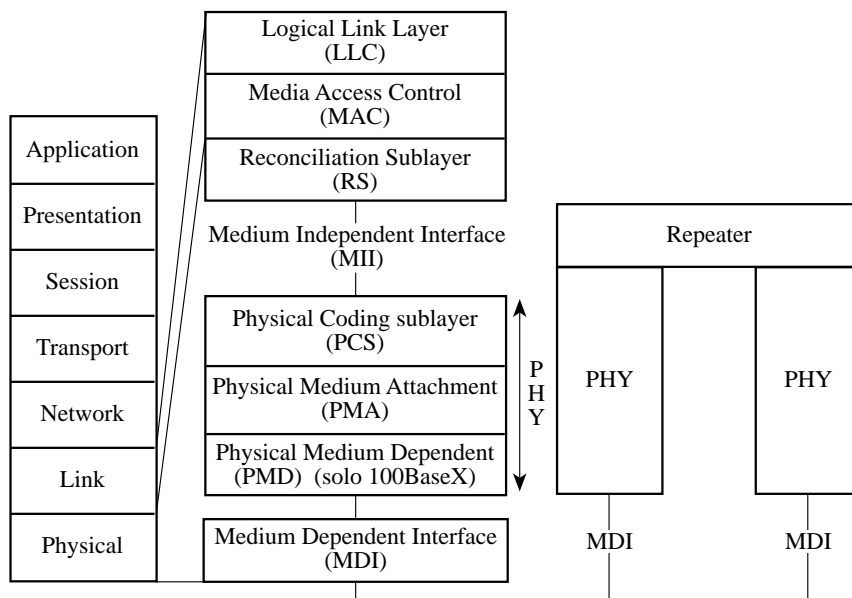 Application
Presentation
Session
Transport
Network
Link
Physical
Logical Link Layer
(LLC)
Media Access Control
(MAC)
Reconciliation Sublayer
(RS)
Medium Independent Interface
(MII)
Physical Coding sublayer
(PCS)
Physical Medium Attachment
(PMA)
Physical Medium Dependent
(PMD) (solo 100BaseX)
Medium Dependent Interface
(MDI)
P
H
Y
Repeater
PHY
PHY
MDI
MDI